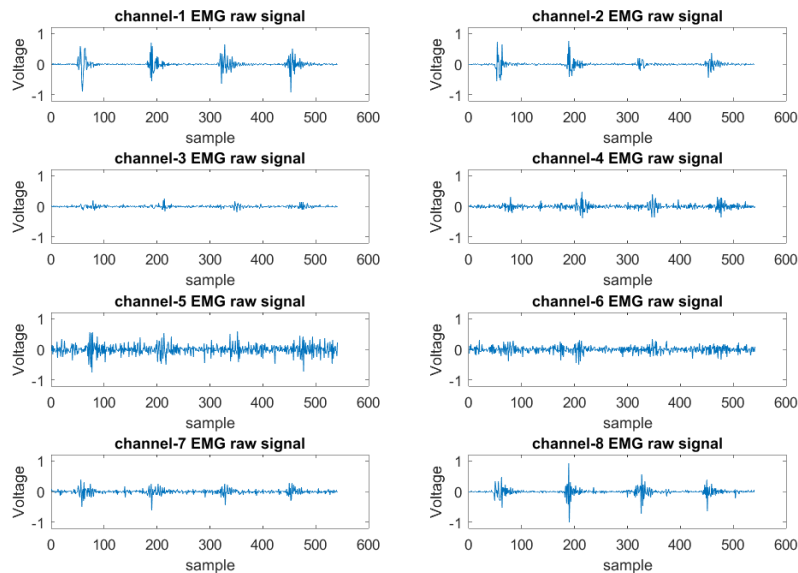 channel-1 EMG raw signal
1
0
-1
Voltage
0 100 200 300 400 500 600
sample
channel-2 EMG raw signal
1
0
-1
Voltage
0 100 200 300 400 500 600
sample
channel-3 EMG raw signal
1
0
-1
Voltage
0 100 200 300 400 500 600
sample
channel-4 EMG raw signal
1
0
-1
Voltage
0 100 200 300 400 500 600
sample
channel-5 EMG raw signal
1
0
-1
Voltage
0 100 200 300 400 500 600
sample
channel-6 EMG raw signal
1
0
-1
Voltage
0 100 200 300 400 500 600
sample
channel-7 EMG raw signal
1
0
-1
Voltage
0 100 200 300 400 500 600
sample
channel-8 EMG raw signal
1
0
-1
Voltage
0 100 200 300 400 500 600
sample